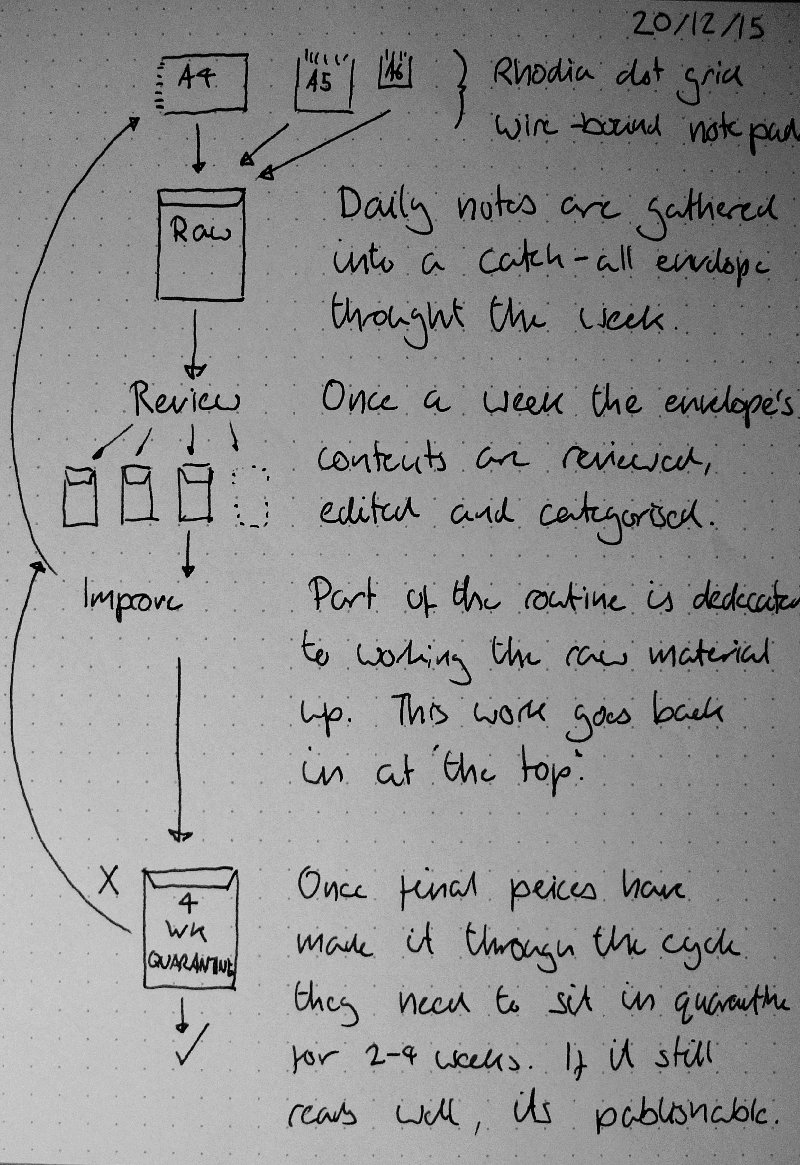 20/12/15
A4 A5 A6 } Rhodia dot grid
wire-bound notepad
Raw
Daily notes are gathered
into a catch-all envelope
throught the week.
Review
Once a week the envelope's
contents are reviewed,
edited and categorised.
Improve
Part of the routine is dedecated
to working the raw material
up. This work goes back
in at 'the top'.
X
4
WK
QUARANTINE
✓
Once final peices have
made it through the cycle
they need to sit in quarantine
for 2-4 weeks. If it still
reads well, its publishable.